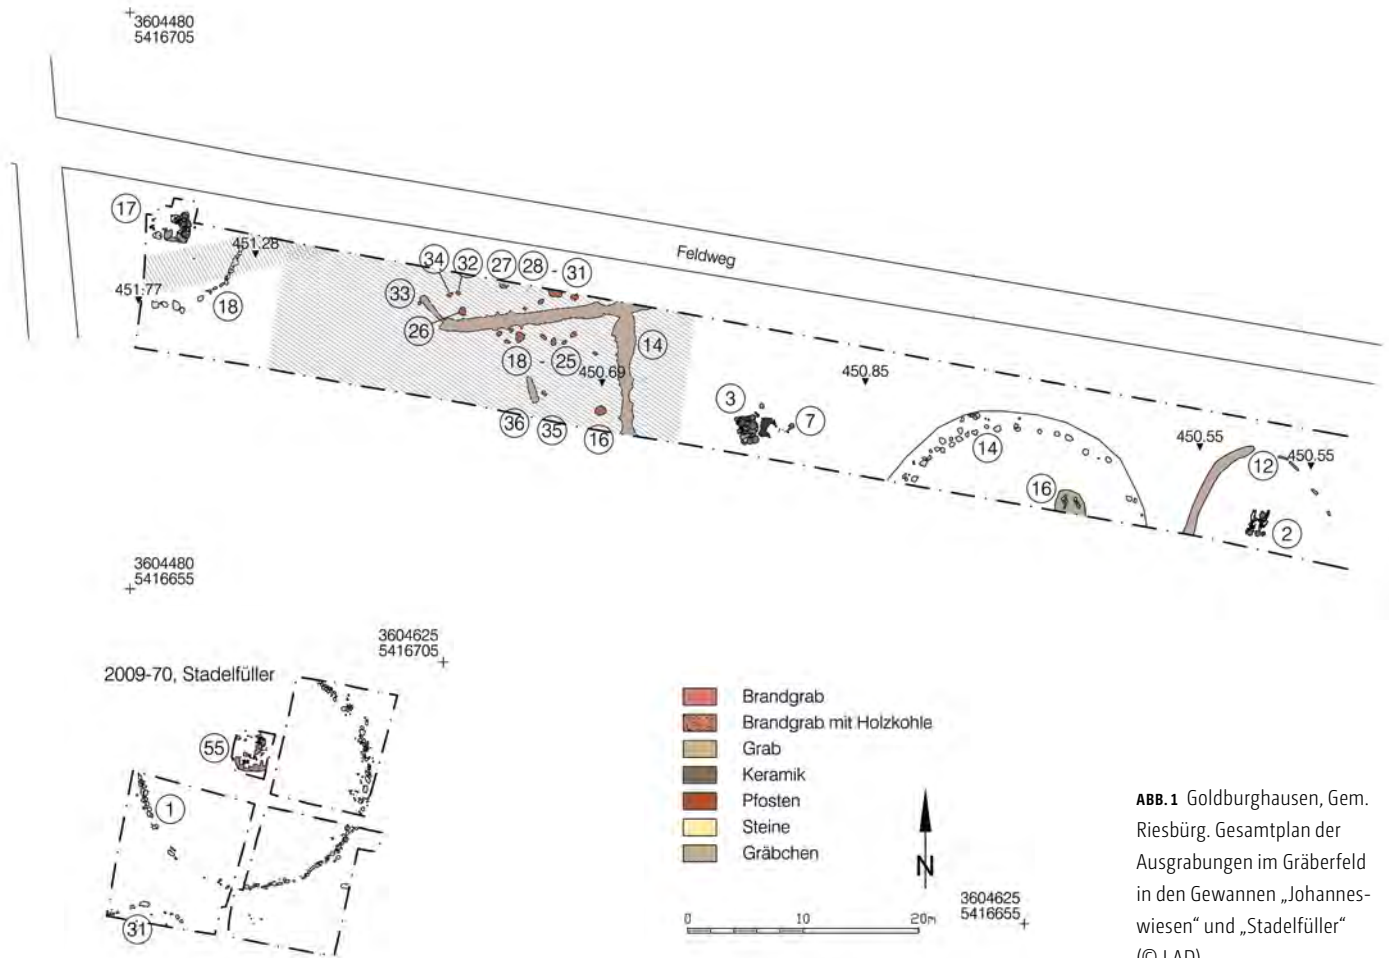 3604480
5416705
Feldweg
17
451.28
451.77
18
34
32
27
28 - 31
33
26
14
18 - 25
450.69
36
35
16
3
7
450.85
14
16
450.55
12
450.55
2
3604480
5416655
3604625
5416705
2009-70, Stadelfüller
55
1
31
Brandgrab
Brandgrab mit Holzkohle
Grab
Keramik
Pfosten
Steine
Gräbchen
N
0 10 20m
3604625
5416655
ABB. 1 Goldburghausen, Gem.
Riesbürg. Gesamtplan der
Ausgrabungen im Gräberfeld
in den Gewannen „Johannes-
wiesen“ und „Stadelfüller“
(© LAD)